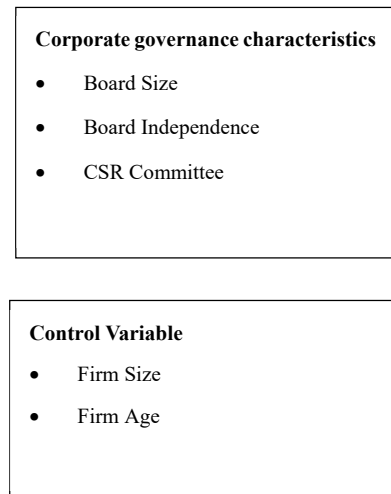 Corporate governance characteristics
• Board Size
• Board Independence
• CSR Committee
Control Variable
• Firm Size
• Firm Age